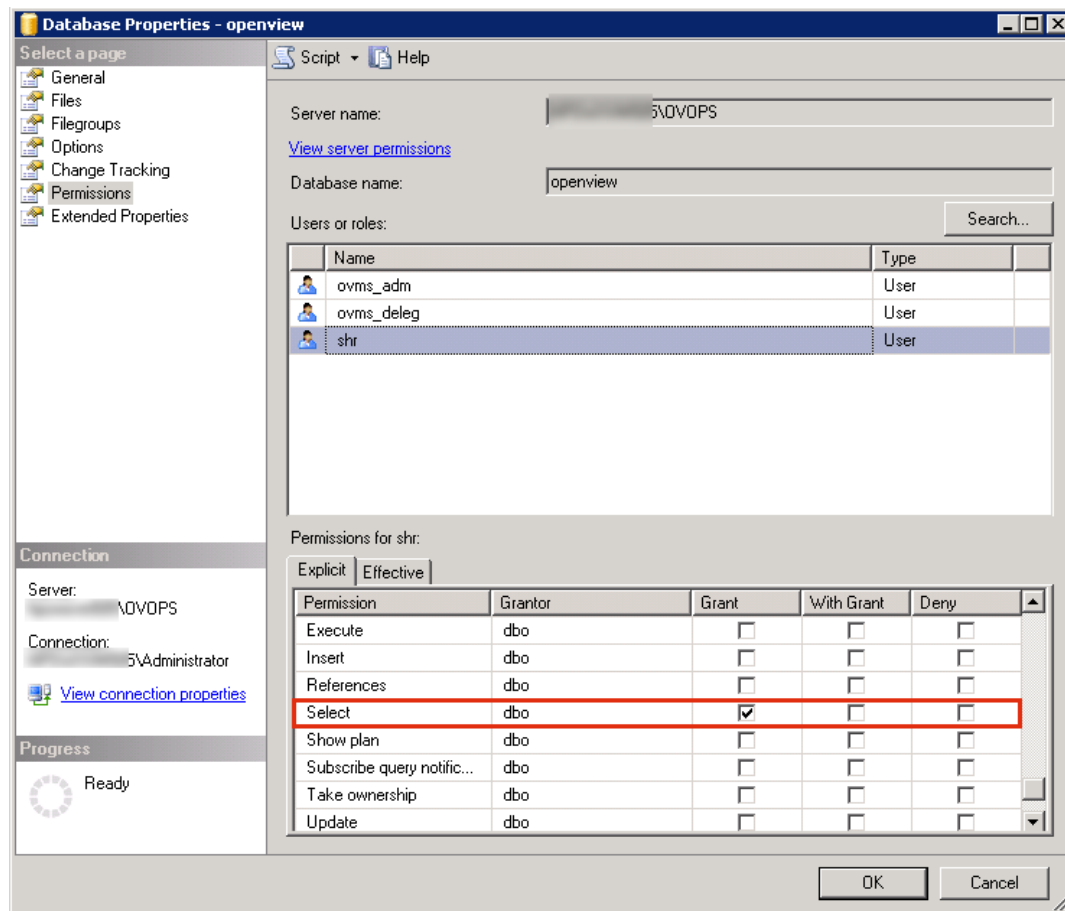 Database Properties - openview
Select a page
General
Files
Filegroups
Options
Change Tracking
Permissions
Extended Properties
Script
Help
Server name:
5\OVOPS
View server permissions
Database name:
openview
Users or roles:
Search...
Name Type
ovms_adm User
ovms_deleg User
shr User
Permissions for shr:
Explicit Effective
Permission Grantor Grant With Grant Deny
Execute dbo
Insert dbo
References dbo
Select dbo
Show plan dbo
Subscribe query notific... dbo
Take ownership dbo
Update dbo
Connection
Server:
\OVOPS
Connection:
5\Administrator
View connection properties
Progress
Ready
OK Cancel